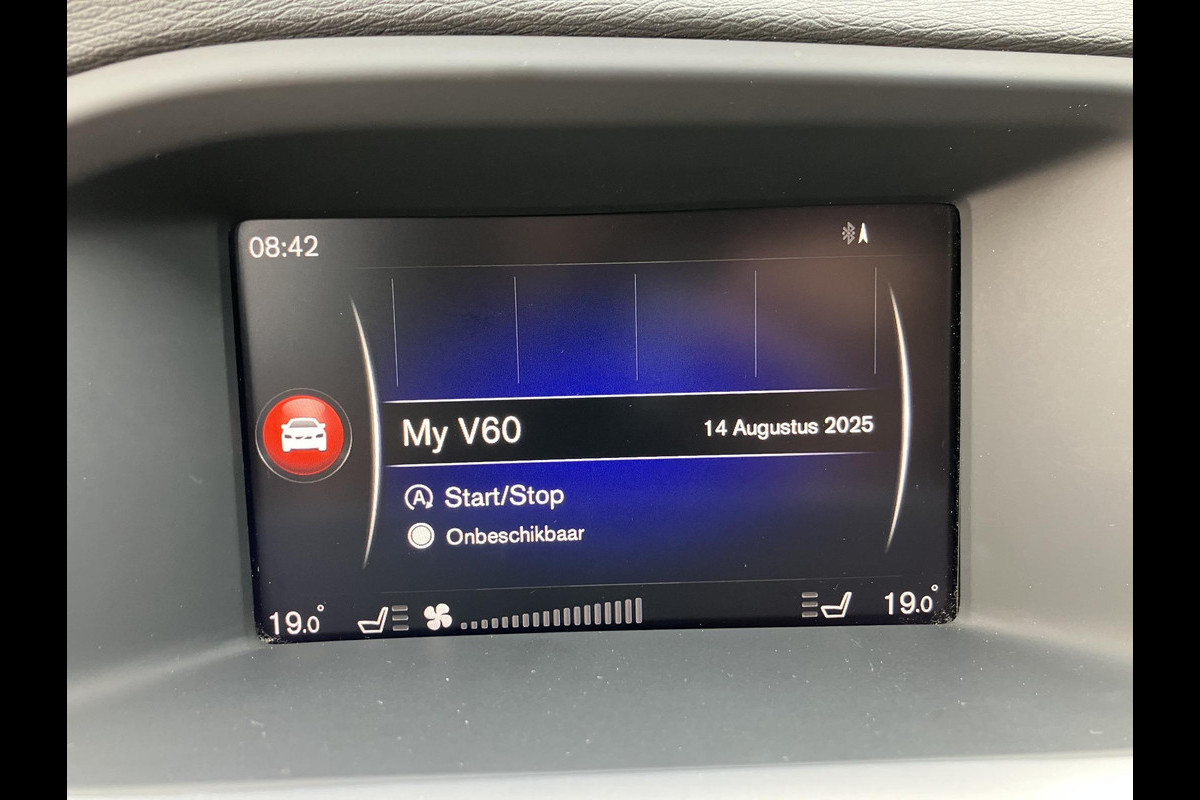 08:42
My V60 14 Augustus 2025
A Start/Stop
Onbeschikbaar
19.0° 19.0°